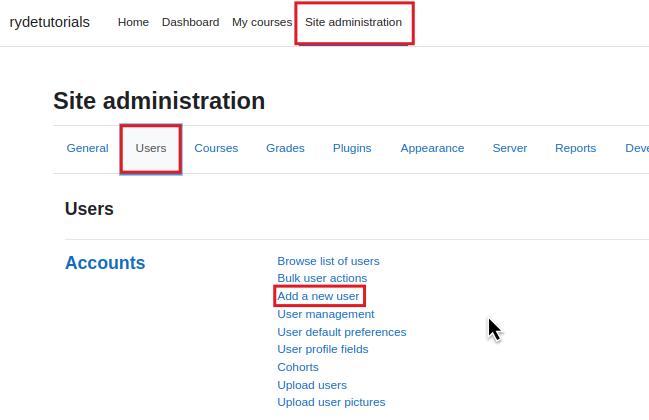 rydetutorials Home Dashboard My courses Site administration
Site administration
General Users Courses Grades Plugins Appearance Server Reports Deve
Users
Accounts
Browse list of users
Bulk user actions
Add a new user
User management
User default preferences
User profile fields
Cohorts
Upload users
Upload user pictures